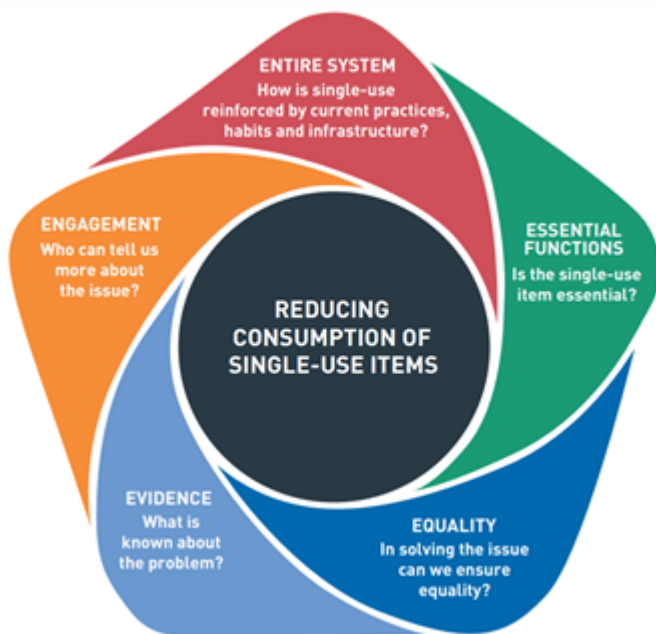 ENTIRE SYSTEM
How is single-use
reinforced by current practices,
habits and infrastructure?
ENGAGEMENT
Who can tell us
more about
the issue?
ESSENTIAL
FUNCTIONS
Is the single-use
item essential?
REDUCING
CONSUMPTION OF
SINGLE-USE ITEMS
EVIDENCE
What is
known about
the problem?
EQUALITY
In solving the issue
can we ensure
equality?